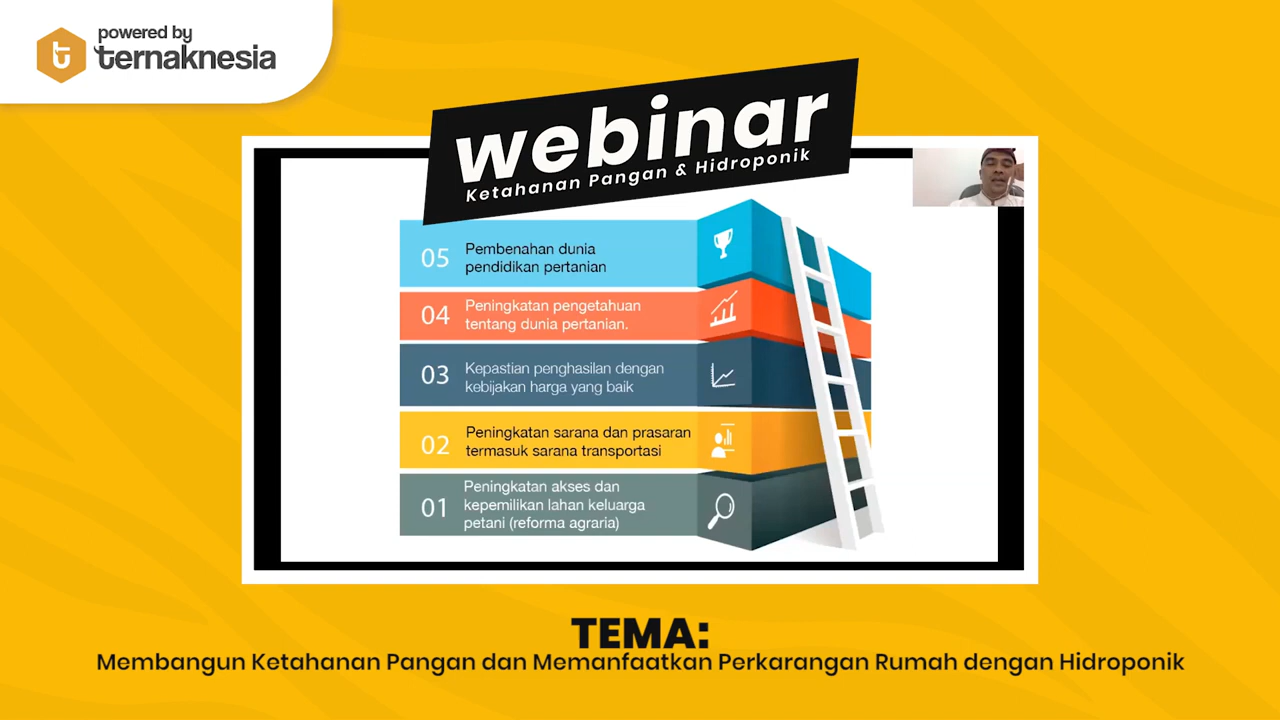 powered by
ternaknesia
webinar
Ketahanan Pangan & Hidroponik
05
Pembenahan dunia
pendidikan pertanian
04
Peningkatan pengetahuan
tentang dunia pertanian.
03
Kepastian penghasilan dengan
kebijakan harga yang baik
02
Peningkatan sarana dan prasaran
termasuk sarana transportasi
01
Peningkatan akses dan
kepemilikan lahan keluarga
petani (reforma agraria)
TEMA:
Membangun Ketahanan Pangan dan Memanfaatkan Perkarangan Rumah dengan Hidroponik